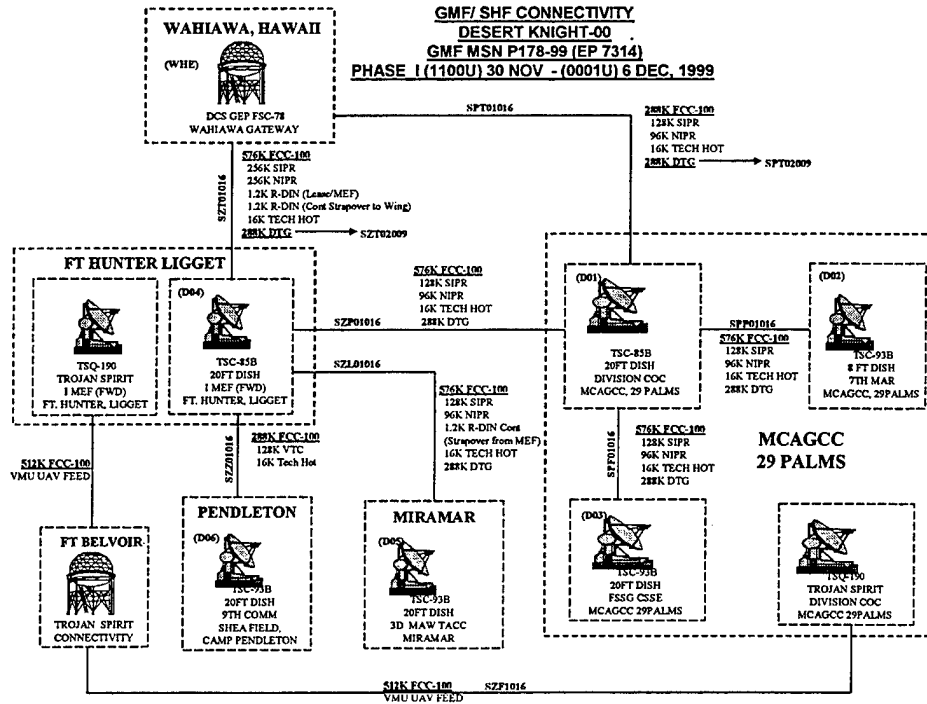 GMF/ SHF CONNECTIVITY
DESERT KNIGHT-00
GMF MSN P178-99 (EP 7314)
PHASE I (1100U) 30 NOV - (0001U) 6 DEC, 1999
WAHIAWA, HAWAII
(WHE)
DCS GEP FSC-78
WAHIAWA GATEWAY
SPT01016
288K FCC-100
128K SIPR
96K NIPR
16K TECH HOT
288K DTG
SPT02009
SZT01016
576K FCC-100
256K SIPR
256K NIPR
1.2K R-DIN (Lease/MEF)
1.2K R-DIN (Cont Strapover to Wing)
16K TECH HOT
288K DTG
SZT02009
FT HUNTER LIGGET
TSQ-190
TROJAN SPIRIT
I MEF (FWD)
FT. HUNTER, LIGGET
(D04)
TSC-85B
20FT DISH
I MEF (FWD)
FT. HUNTER, LIGGET
576K FCC-100
128K SIPR
96K NIPR
16K TECH HOT
288K DTG
SZP01016
SZL01016
576K FCC-100
128K SIPR
96K NIPR
1.2K R-DIN Cont
(Strapover from MEF)
16K TECH HOT
288K DTG
(D01)
TSC-85B
20FT DISH
DIVISION COC
MCAGCC, 29 PALMS
SPP01016
576K FCC-100
128K SIPR
96K NIPR
16K TECH HOT
288K DTG
(D02)
TSC-93B
8 FT DISH
7TH MAR
MCAGCC, 29PALMS
SPF01016
576K FCC-100
128K SIPR
96K NIPR
16K TECH HOT
288K DTG
MCAGCC
29 PALMS
512K FCC-100
VMU UAV FEED
SZZ01016
288K FCC-100
128K VTC
16K Tech Hot
FT BELVOIR
TROJAN SPIRIT
CONNECTIVITY
PENDLETON
(D06)
TSC-93B
20FT DISH
9TH COMM
SHEA FIELD,
CAMP PENDLETON
MIRAMAR
(D05)
TSC-93B
20FT DISH
3D MAW TACC
MIRAMAR
(D03)
TSC-93B
20FT DISH
FSSG CSSE
MCAGCC 29PALMS
TSQ-190
TROJAN SPIRIT
DIVISION COC
MCAGCC 29PALMS
512K FCC-100
SZF1016
VMU UAV FEED